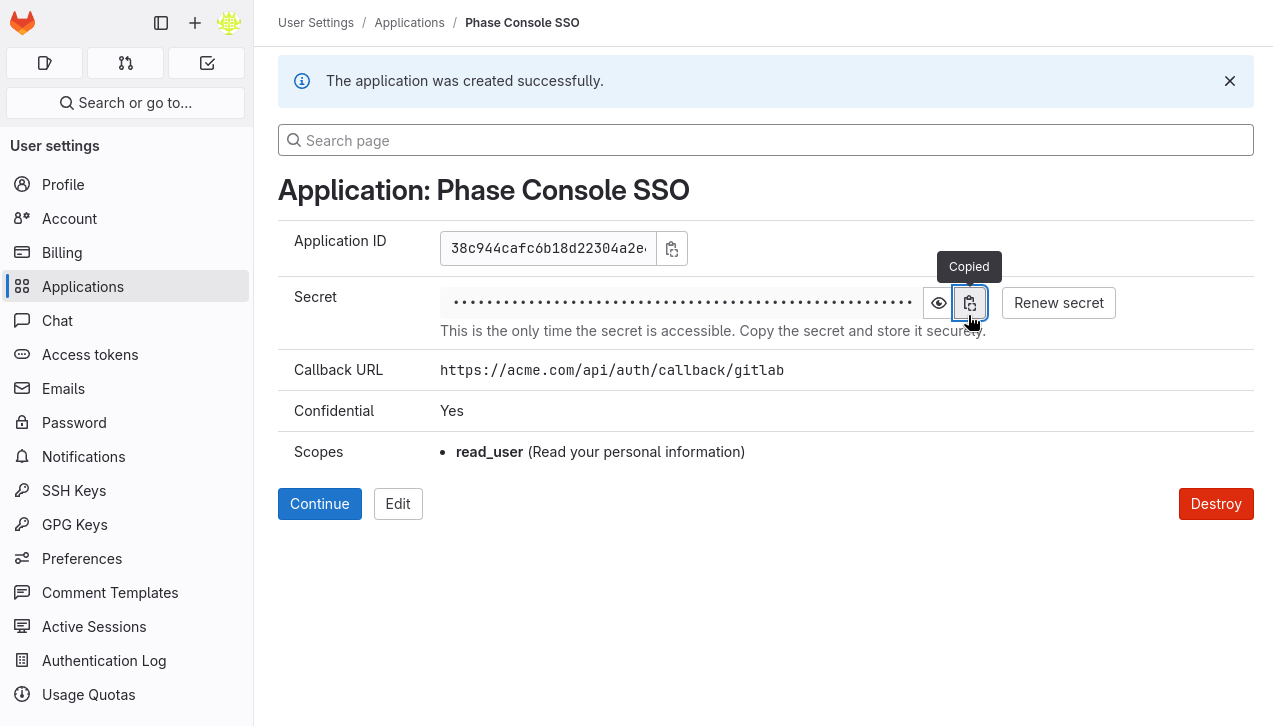 User Settings / Applications / Phase Console SSO
The application was created successfully.
Search or go to...
Search page
User settings
Profile
Account
Billing
Applications
Chat
Access tokens
Emails
Password
Notifications
SSH Keys
GPG Keys
Preferences
Comment Templates
Active Sessions
Authentication Log
Usage Quotas
Application: Phase Console SSO
Application ID
38c944cafc6b18d22304a2e
Copied
Secret
Renew secret
This is the only time the secret is accessible. Copy the secret and store it securely.
Callback URL
https://acme.com/api/auth/callback/gitlab
Confidential
Yes
Scopes
• read_user (Read your personal information)
Continue
Edit
Destroy